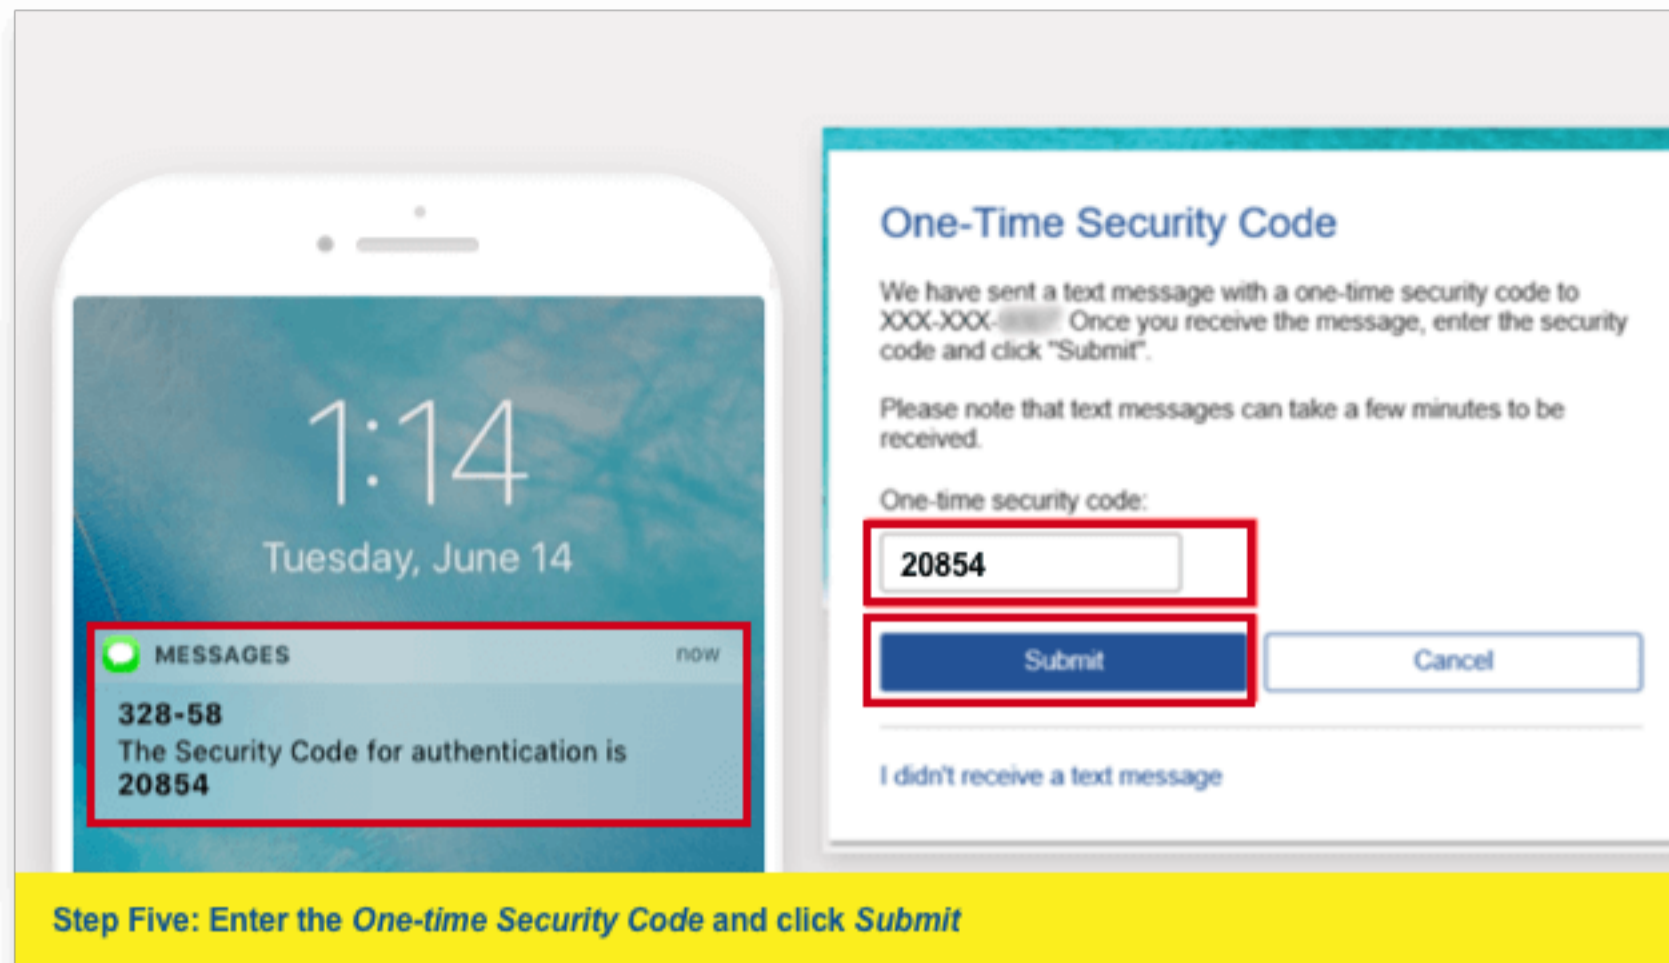 1:14
Tuesday, June 14
MESSAGES now
328-58
The Security Code for authentication is
20854
One-Time Security Code
We have sent a text message with a one-time security code to
XXX-XXX- Once you receive the message, enter the security
code and click "Submit".
Please note that text messages can take a few minutes to be
received.
One-time security code:
20854
Submit Cancel
I didn't receive a text message
Step Five: Enter the One-time Security Code and click Submit